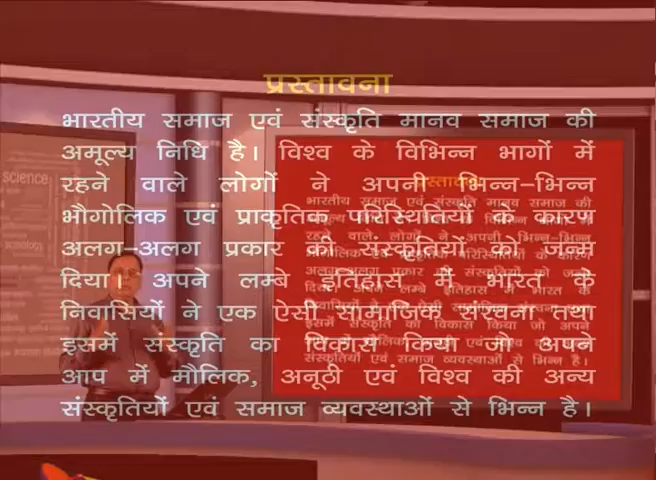 प्रस्तावना
भारतीय समाज एवं संस्कृति मानव समाज की
अमूल्य निधि है। विश्व के विभिन्न भागों में
रहने वाले लोगों ने अपनी भिन्न-भिन्न
भौगोलिक एवं प्राकृतिक परिस्थितियों के कारण
अलग-अलग प्रकार की संस्कृतियों को जन्म
दिया। अपने लम्बे इतिहास में भारत के
निवासियों ने एक ऐसी सामाजिक संरचना तथा
इसमें संस्कृति का विकास किया जो अपने
आप में मौलिक, अनूठी एवं विश्व की अन्य
संस्कृतियों एवं समाज व्यवस्थाओं से भिन्न है।
science